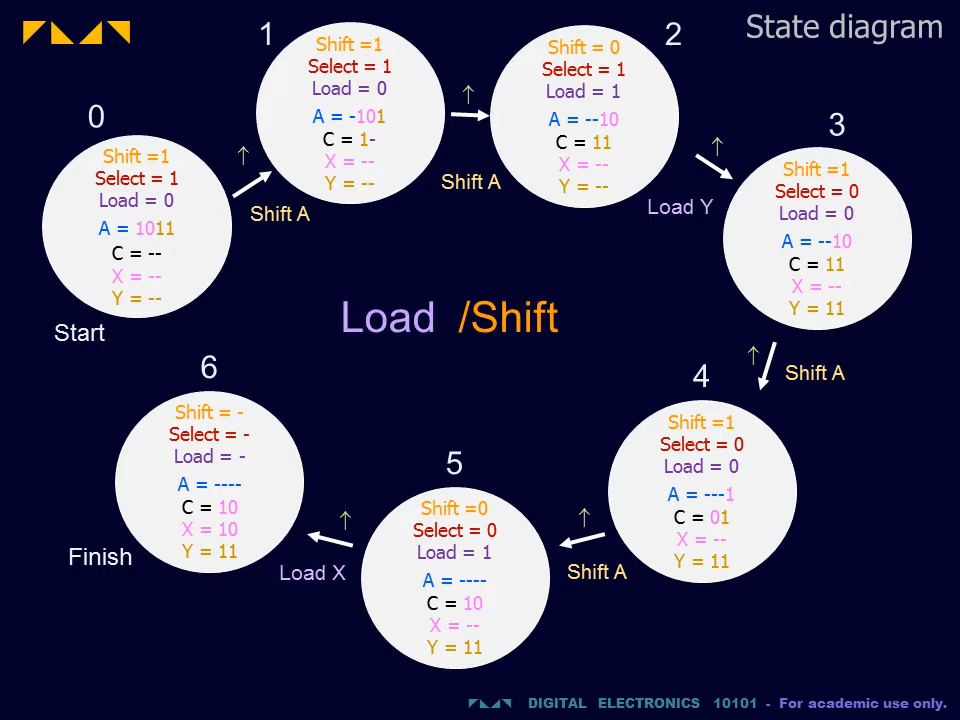 State diagram
0
Shift =1
Select = 1
Load = 0
A = 1011
C = --
X = --
Y = --
Start
↑
Shift A
1
Shift =1
Select = 1
Load = 0
A = -101
C = 1-
X = --
Y = --
↑
Shift A
2
Shift = 0
Select = 1
Load = 1
A = --10
C = 11
X = --
Y = --
↑
Load Y
3
Shift =1
Select = 0
Load = 0
A = --10
C = 11
X = --
Y = 11
↑
Shift A
Load /Shift
4
Shift =1
Select = 0
Load = 0
A = ---1
C = 01
X = --
Y = 11
↑
Shift A
5
Shift =0
Select = 0
Load = 1
A = ----
C = 10
X = --
Y = 11
↑
Load X
6
Shift = -
Select = -
Load = -
A = ----
C = 10
X = 10
Y = 11
Finish
DIGITAL ELECTRONICS 10101 - For academic use only.